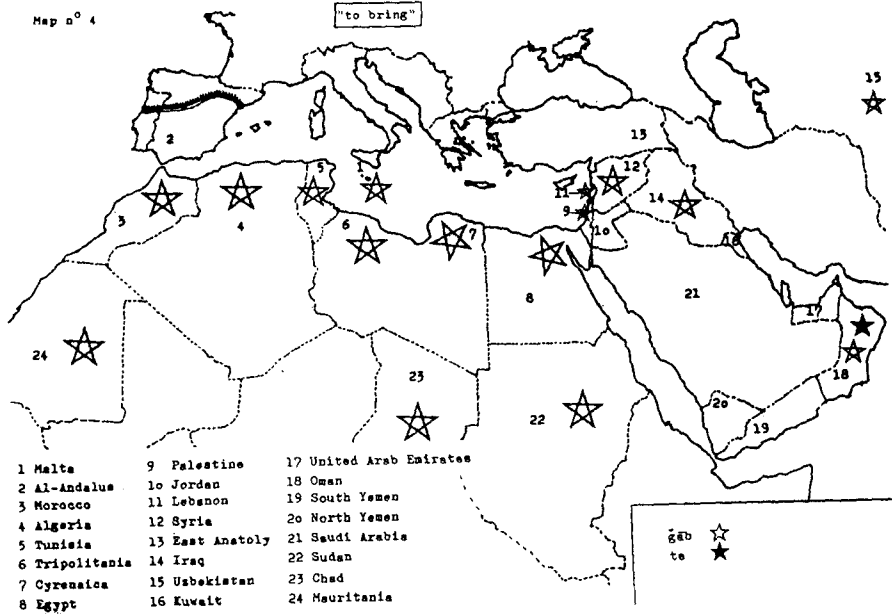 Map n° 4
"to bring"
15
2
13
5
12
11
14
3
4
9
6
7
10
16
8
21
17
24
23
18
22
20
19
1 Malta
2 Al-Andalus
3 Morocco
4 Algeria
5 Tunisia
6 Tripolitania
7 Cyrenaica
8 Egypt
9 Palestine
1o Jordan
11 Lebanon
12 Syria
13 East Anatoly
14 Iraq
15 Uzbekistan
16 Kuwait
17 United Arab Emirates
18 Oman
19 South Yemen
2o North Yemen
21 Saudi Arabia
22 Sudan
23 Chad
24 Mauritania
ǧāb
te